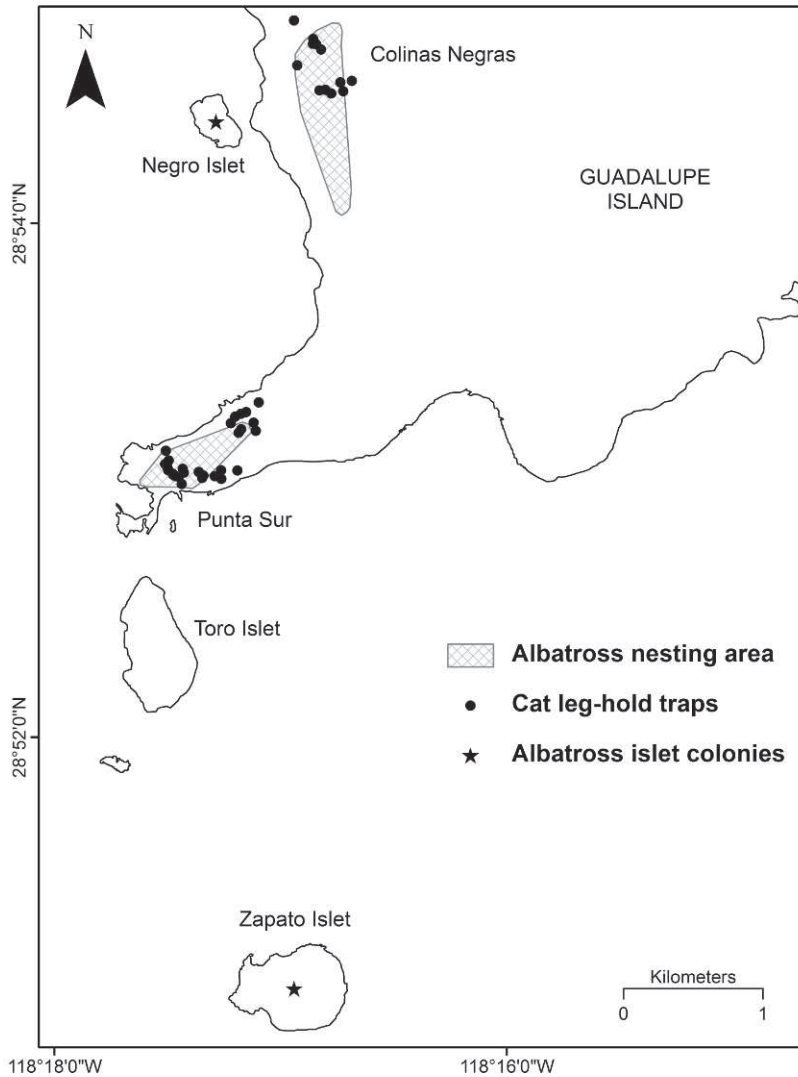 N
Colinas Negras
Negro Islet
GUADALUPE
ISLAND
28°54'0"N
Punta Sur
Toro Islet
Albatross nesting area
Cat leg-hold traps
28°52'0"N
Albatross islet colonies
Zapato Islet
Kilometers
0 1
118°18'0"W 118°16'0"W